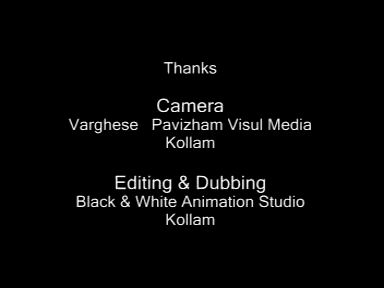 Thanks
Camera
Varghese Pavizham Visul Media
Kollam
Editing & Dubbing
Black & White Animation Studio
Kollam